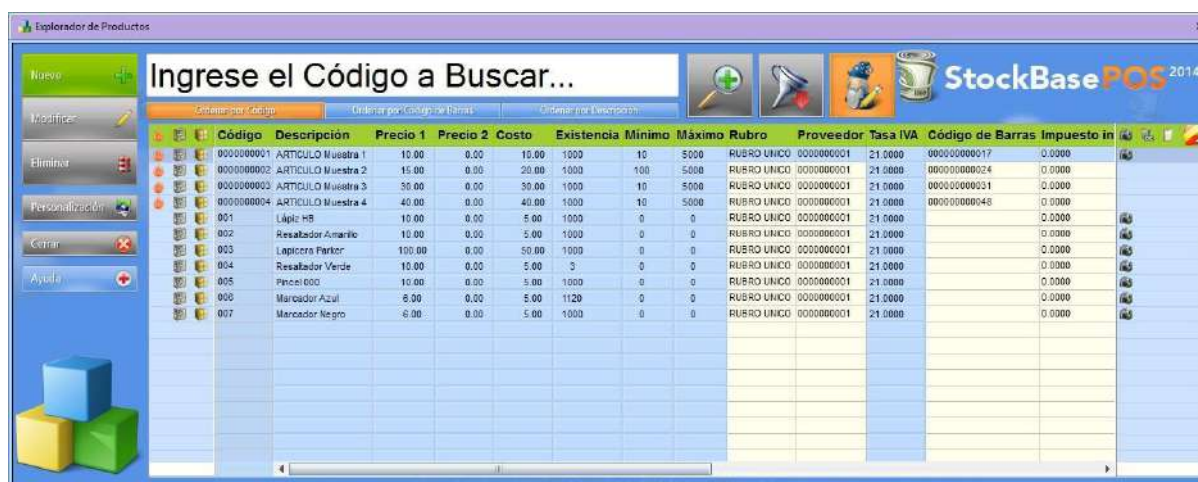 Explorador de Productos
Nuevo
Modificar
Eliminar
Personalización
Cerrar
Ayuda
Ingrese el Código a Buscar...
StockBasePOS 2014
Ordenar por Código Ordenar por Código de Barras Ordenar por Descripción
Código Descripción Precio 1 Precio 2 Costo Existencia Mínimo Máximo Rubro Proveedor Tasa IVA Código de Barras Impuesto in
0000000001 ARTICULO Muestra 1 10.00 0.00 10.00 1000 10 5000 RUBRO UNICO 0000000001 21.0000 000000000017 0.0000
0000000002 ARTICULO Muestra 2 15.00 0.00 20.00 1000 100 5000 RUBRO UNICO 0000000001 21.0000 000000000024 0.0000
0000000003 ARTICULO Muestra 3 30.00 0.00 30.00 1000 10 5000 RUBRO UNICO 0000000001 21.0000 000000000031 0.0000
0000000004 ARTICULO Muestra 4 40.00 0.00 40.00 1000 10 5000 RUBRO UNICO 0000000001 21.0000 000000000048 0.0000
001 Lápiz HB 10.00 0.00 5.00 1000 0 0 RUBRO UNICO 0000000001 21.0000 0.0000
002 Resaltador Amarillo 10.00 0.00 5.00 1000 0 0 RUBRO UNICO 0000000001 21.0000 0.0000
003 Lapicera Parker 100.00 0.00 50.00 1000 0 0 RUBRO UNICO 0000000001 21.0000 0.0000
004 Resaltador Verde 10.00 0.00 5.00 3 0 0 RUBRO UNICO 0000000001 21.0000 0.0000
005 Pincel 000 10.00 0.00 5.00 1000 0 0 RUBRO UNICO 0000000001 21.0000 0.0000
006 Marcador Azul 6.00 0.00 5.00 1120 0 0 RUBRO UNICO 0000000001 21.0000 0.0000
007 Marcador Negro 6.00 0.00 5.00 1000 0 0 RUBRO UNICO 0000000001 21.0000 0.0000